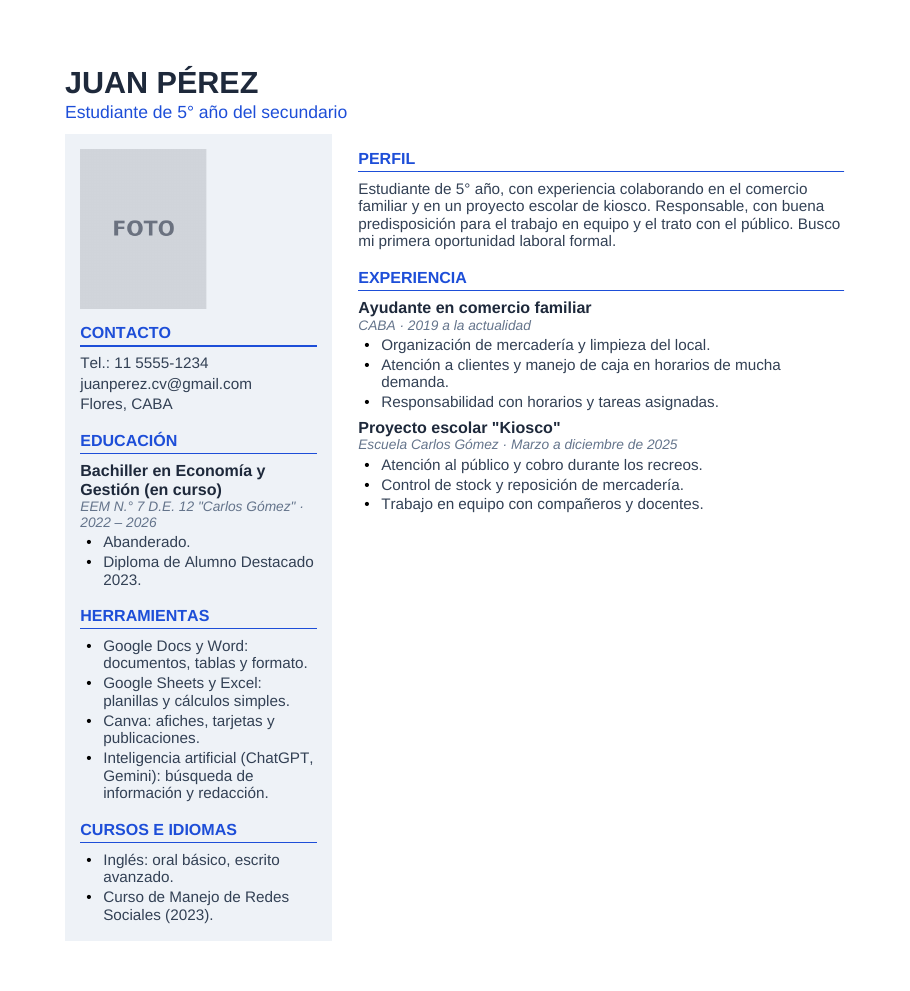 JUAN PÉREZ
Estudiante de 5° año del secundario
FOTO
CONTACTO
Tel.: 11 5555-1234
juanperez.cv@gmail.com
Flores, CABA
EDUCACIÓN
Bachiller en Economía y
Gestión (en curso)
EEM N.° 7 D.E. 12 "Carlos Gómez" ·
2022 – 2026
• Abanderado.
• Diploma de Alumno Destacado
2023.
HERRAMIENTAS
• Google Docs y Word:
documentos, tablas y formato.
• Google Sheets y Excel:
planillas y cálculos simples.
• Canva: afiches, tarjetas y
publicaciones.
• Inteligencia artificial (ChatGPT,
Gemini): búsqueda de
información y redacción.
CURSOS E IDIOMAS
• Inglés: oral básico, escrito
avanzado.
• Curso de Manejo de Redes
Sociales (2023).
PERFIL
Estudiante de 5° año, con experiencia colaborando en el comercio
familiar y en un proyecto escolar de kiosco. Responsable, con buena
predisposición para el trabajo en equipo y el trato con el público. Busco
mi primera oportunidad laboral formal.
EXPERIENCIA
Ayudante en comercio familiar
CABA · 2019 a la actualidad
• Organización de mercadería y limpieza del local.
• Atención a clientes y manejo de caja en horarios de mucha
demanda.
• Responsabilidad con horarios y tareas asignadas.
Proyecto escolar "Kiosco"
Escuela Carlos Gómez · Marzo a diciembre de 2025
• Atención al público y cobro durante los recreos.
• Control de stock y reposición de mercadería.
• Trabajo en equipo con compañeros y docentes.